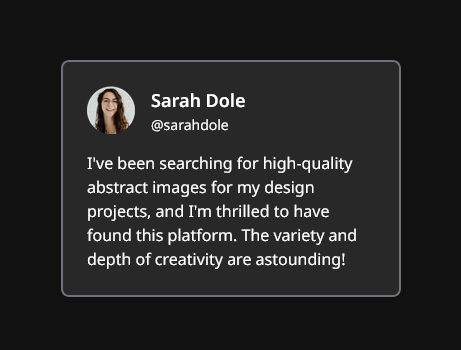 Sarah Dole
@sarahdole
I've been searching for high-quality
abstract images for my design
projects, and I'm thrilled to have
found this platform. The variety and
depth of creativity are astounding!